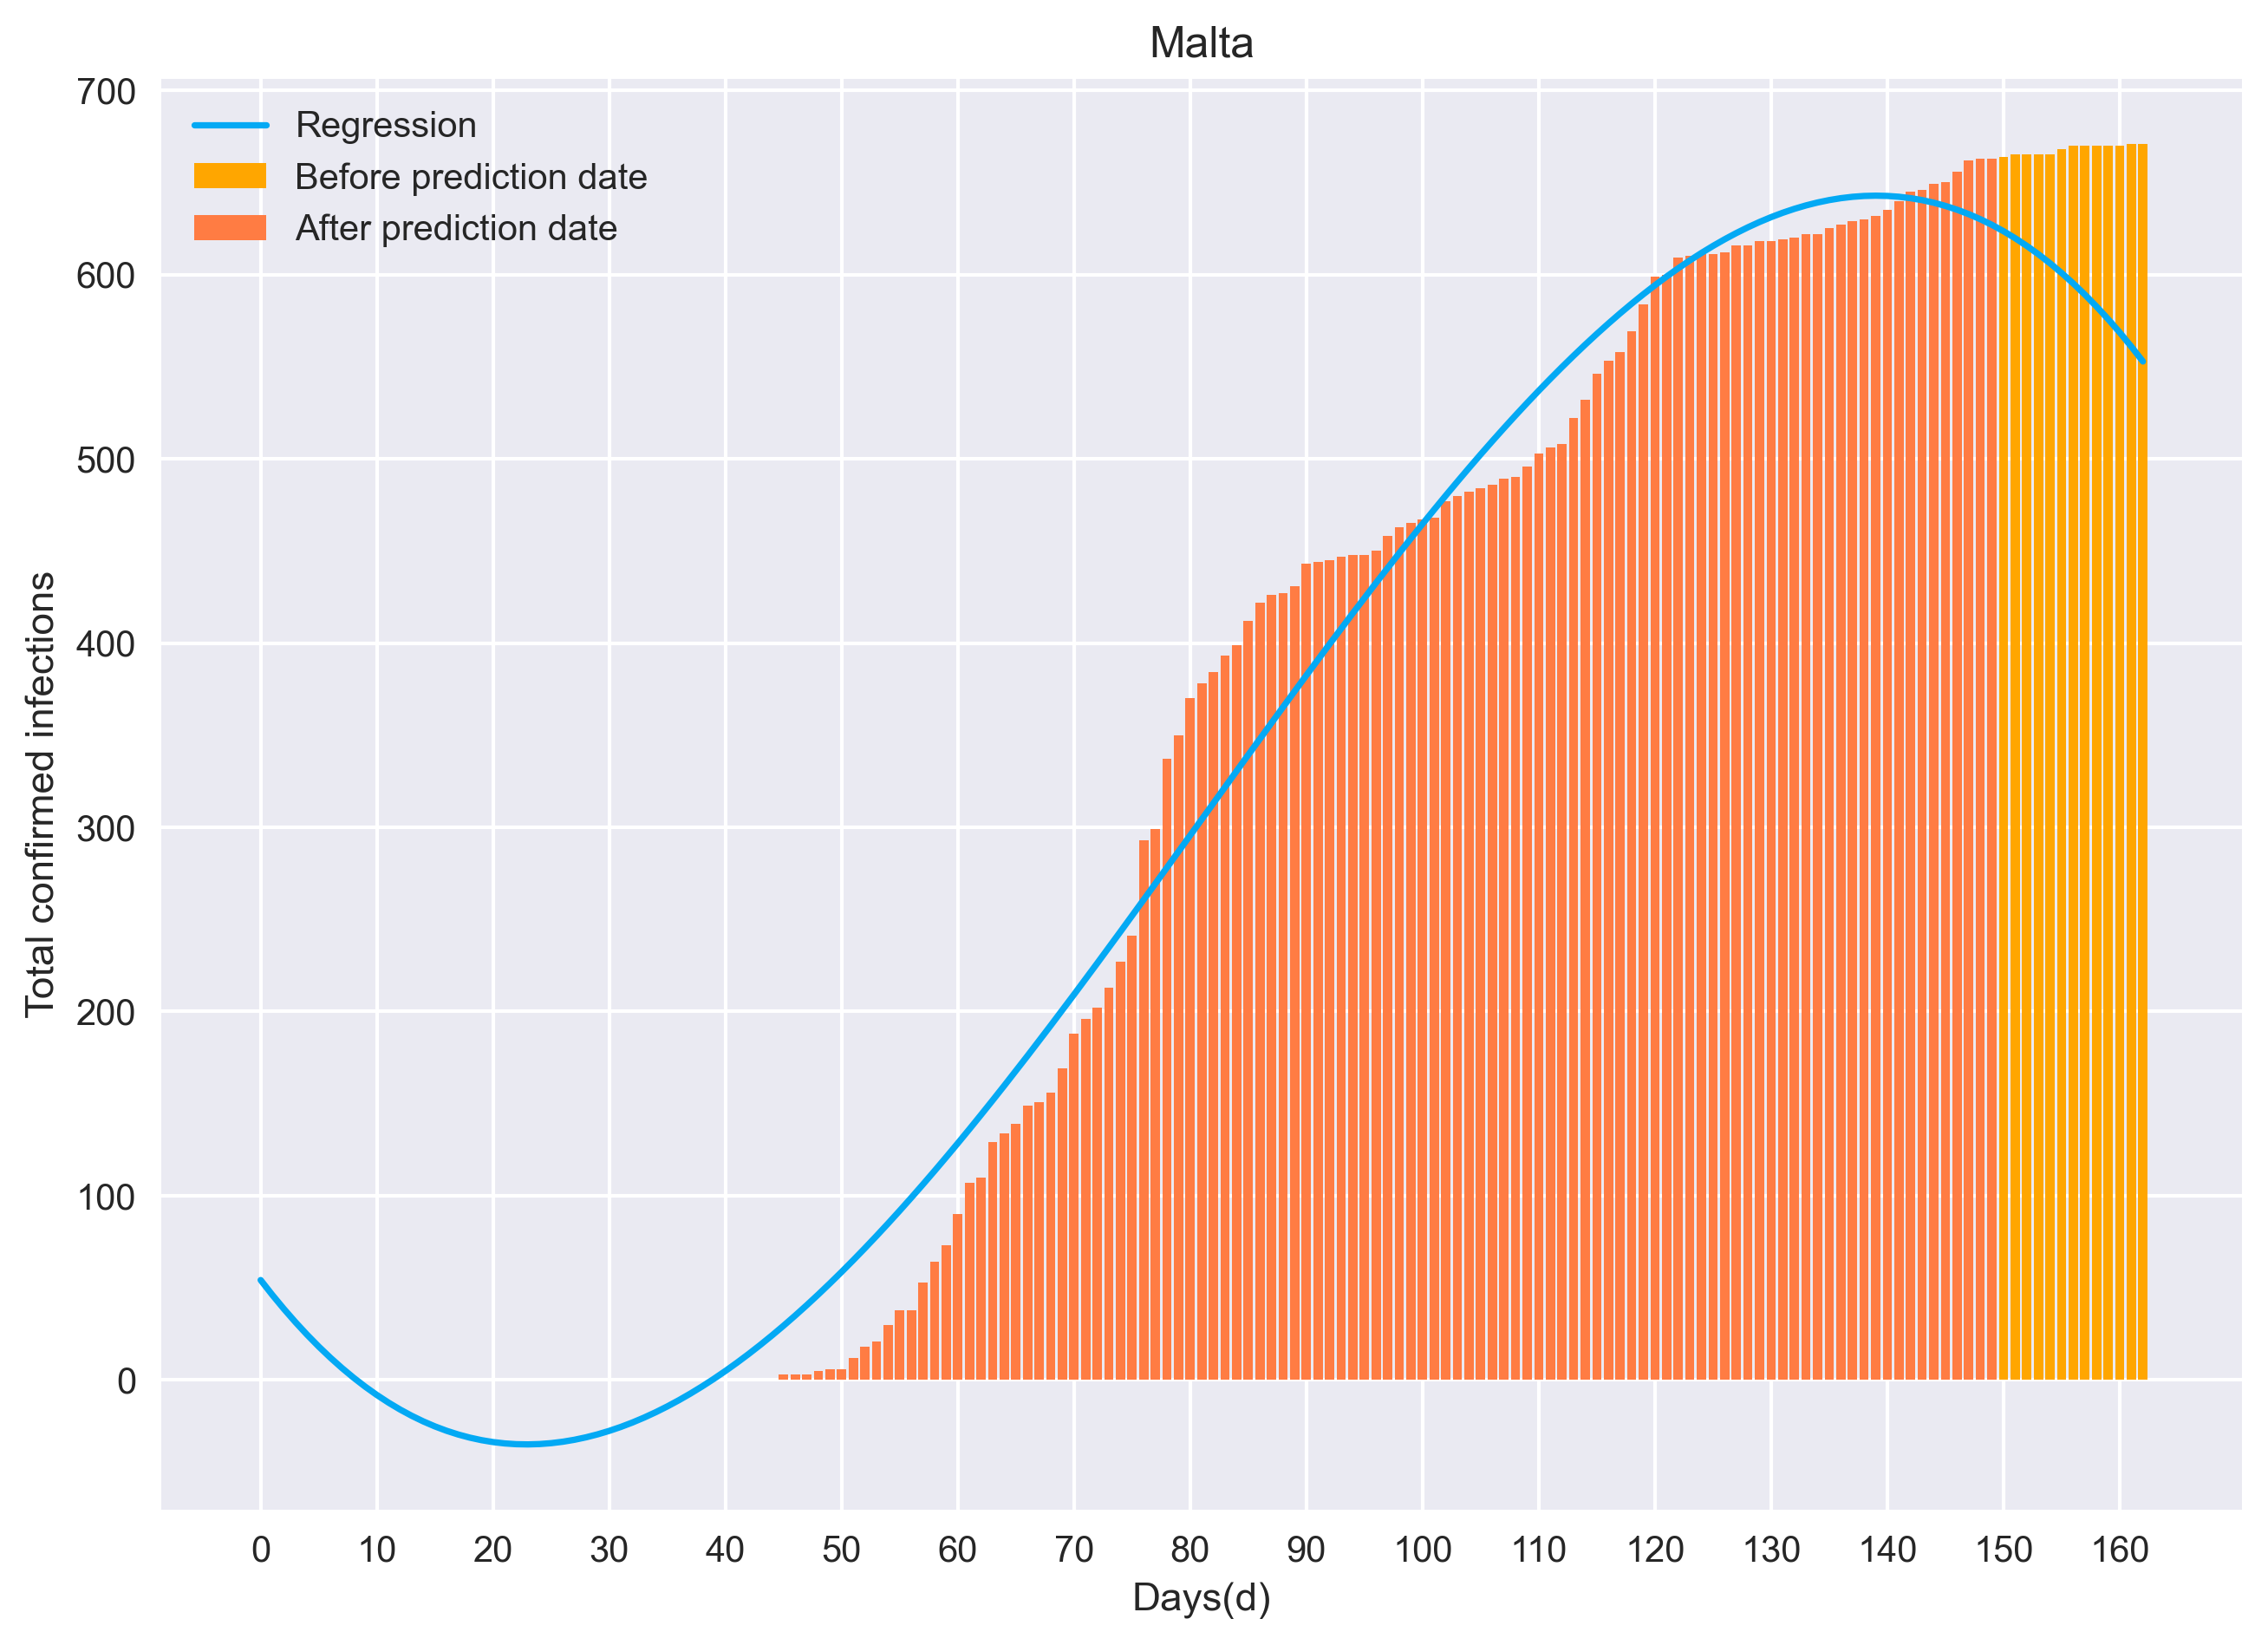 Malta
700
600
500
400
300
200
100
0
Total confirmed infections
Regression
Before prediction date
After prediction date
0 10 20 30 40 50 60 70 80 90 100 110 120 130 140 150 160
Days(d)